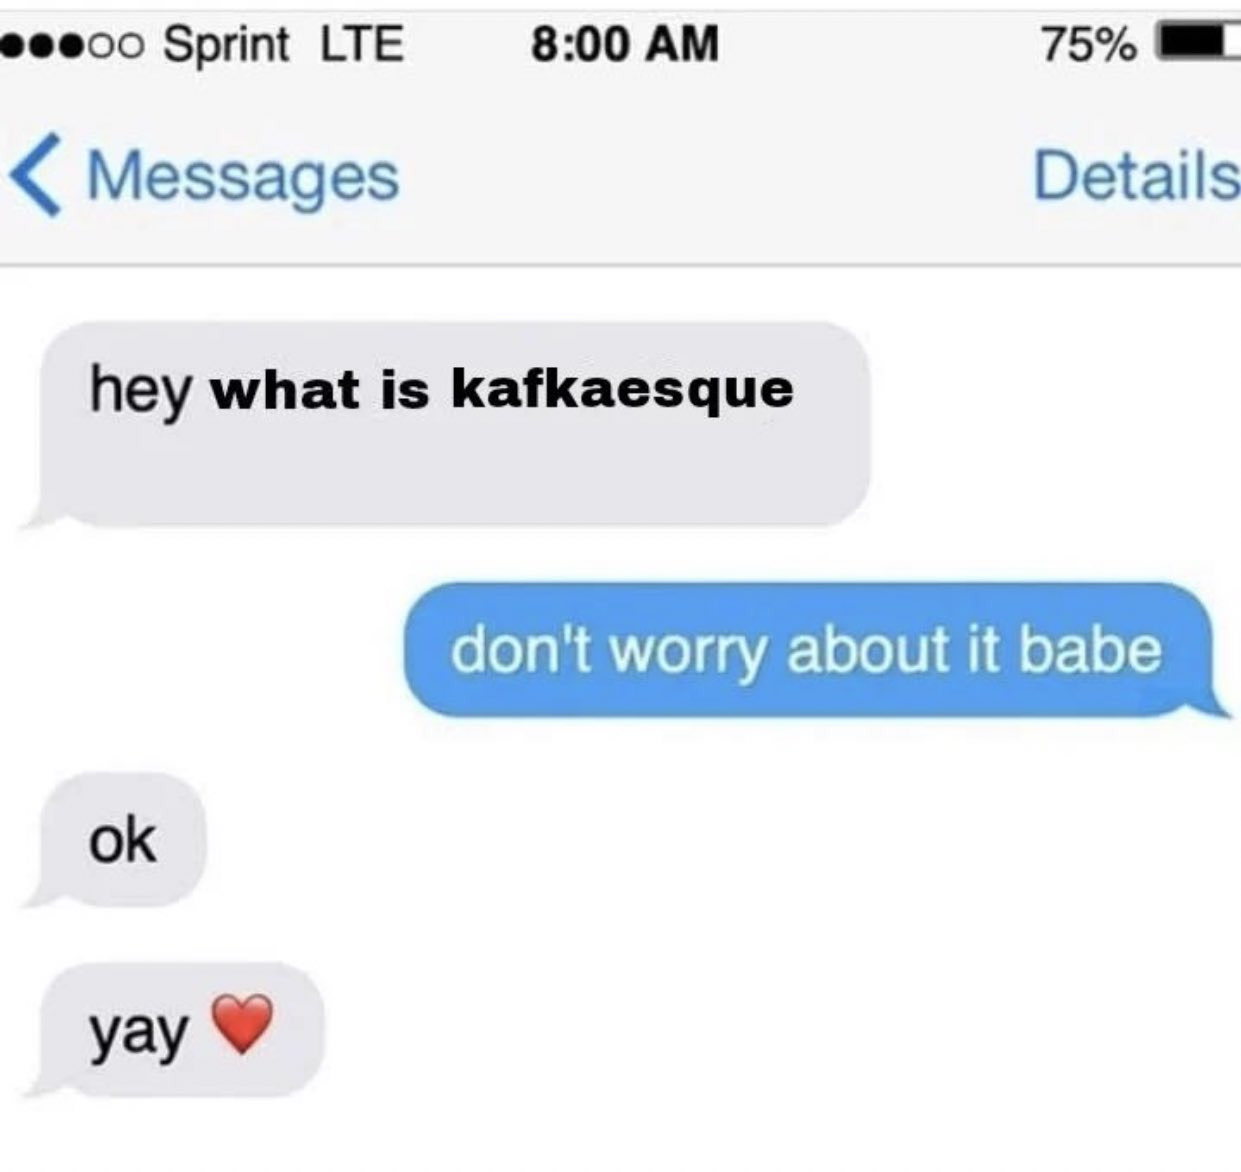 ●●●○○ Sprint LTE 8:00 AM 75%
Messages Details
hey what is kafkaesque
don't worry about it babe
ok
yay ❤️